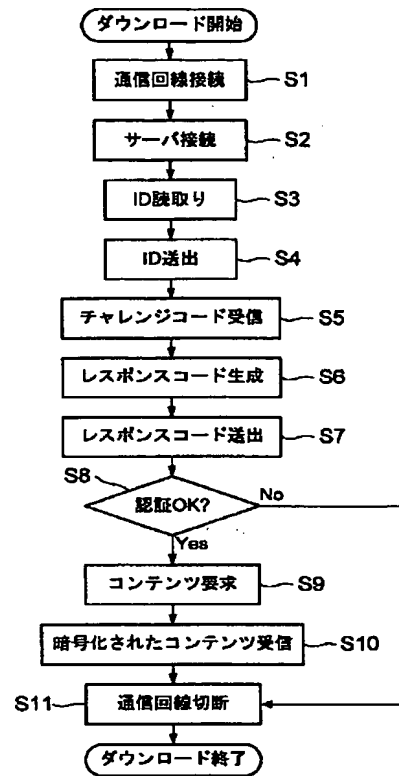 ダウンロード開始
通信回線接続 S1
サーバ接続 S2
ID読取り S3
ID送出 S4
チャレンジコード受信 S5
レスポンスコード生成 S6
レスポンスコード送出 S7
S8
認証OK? No
Yes
コンテンツ要求 S9
暗号化されたコンテンツ受信 S10
S11 通信回線切断
ダウンロード終了